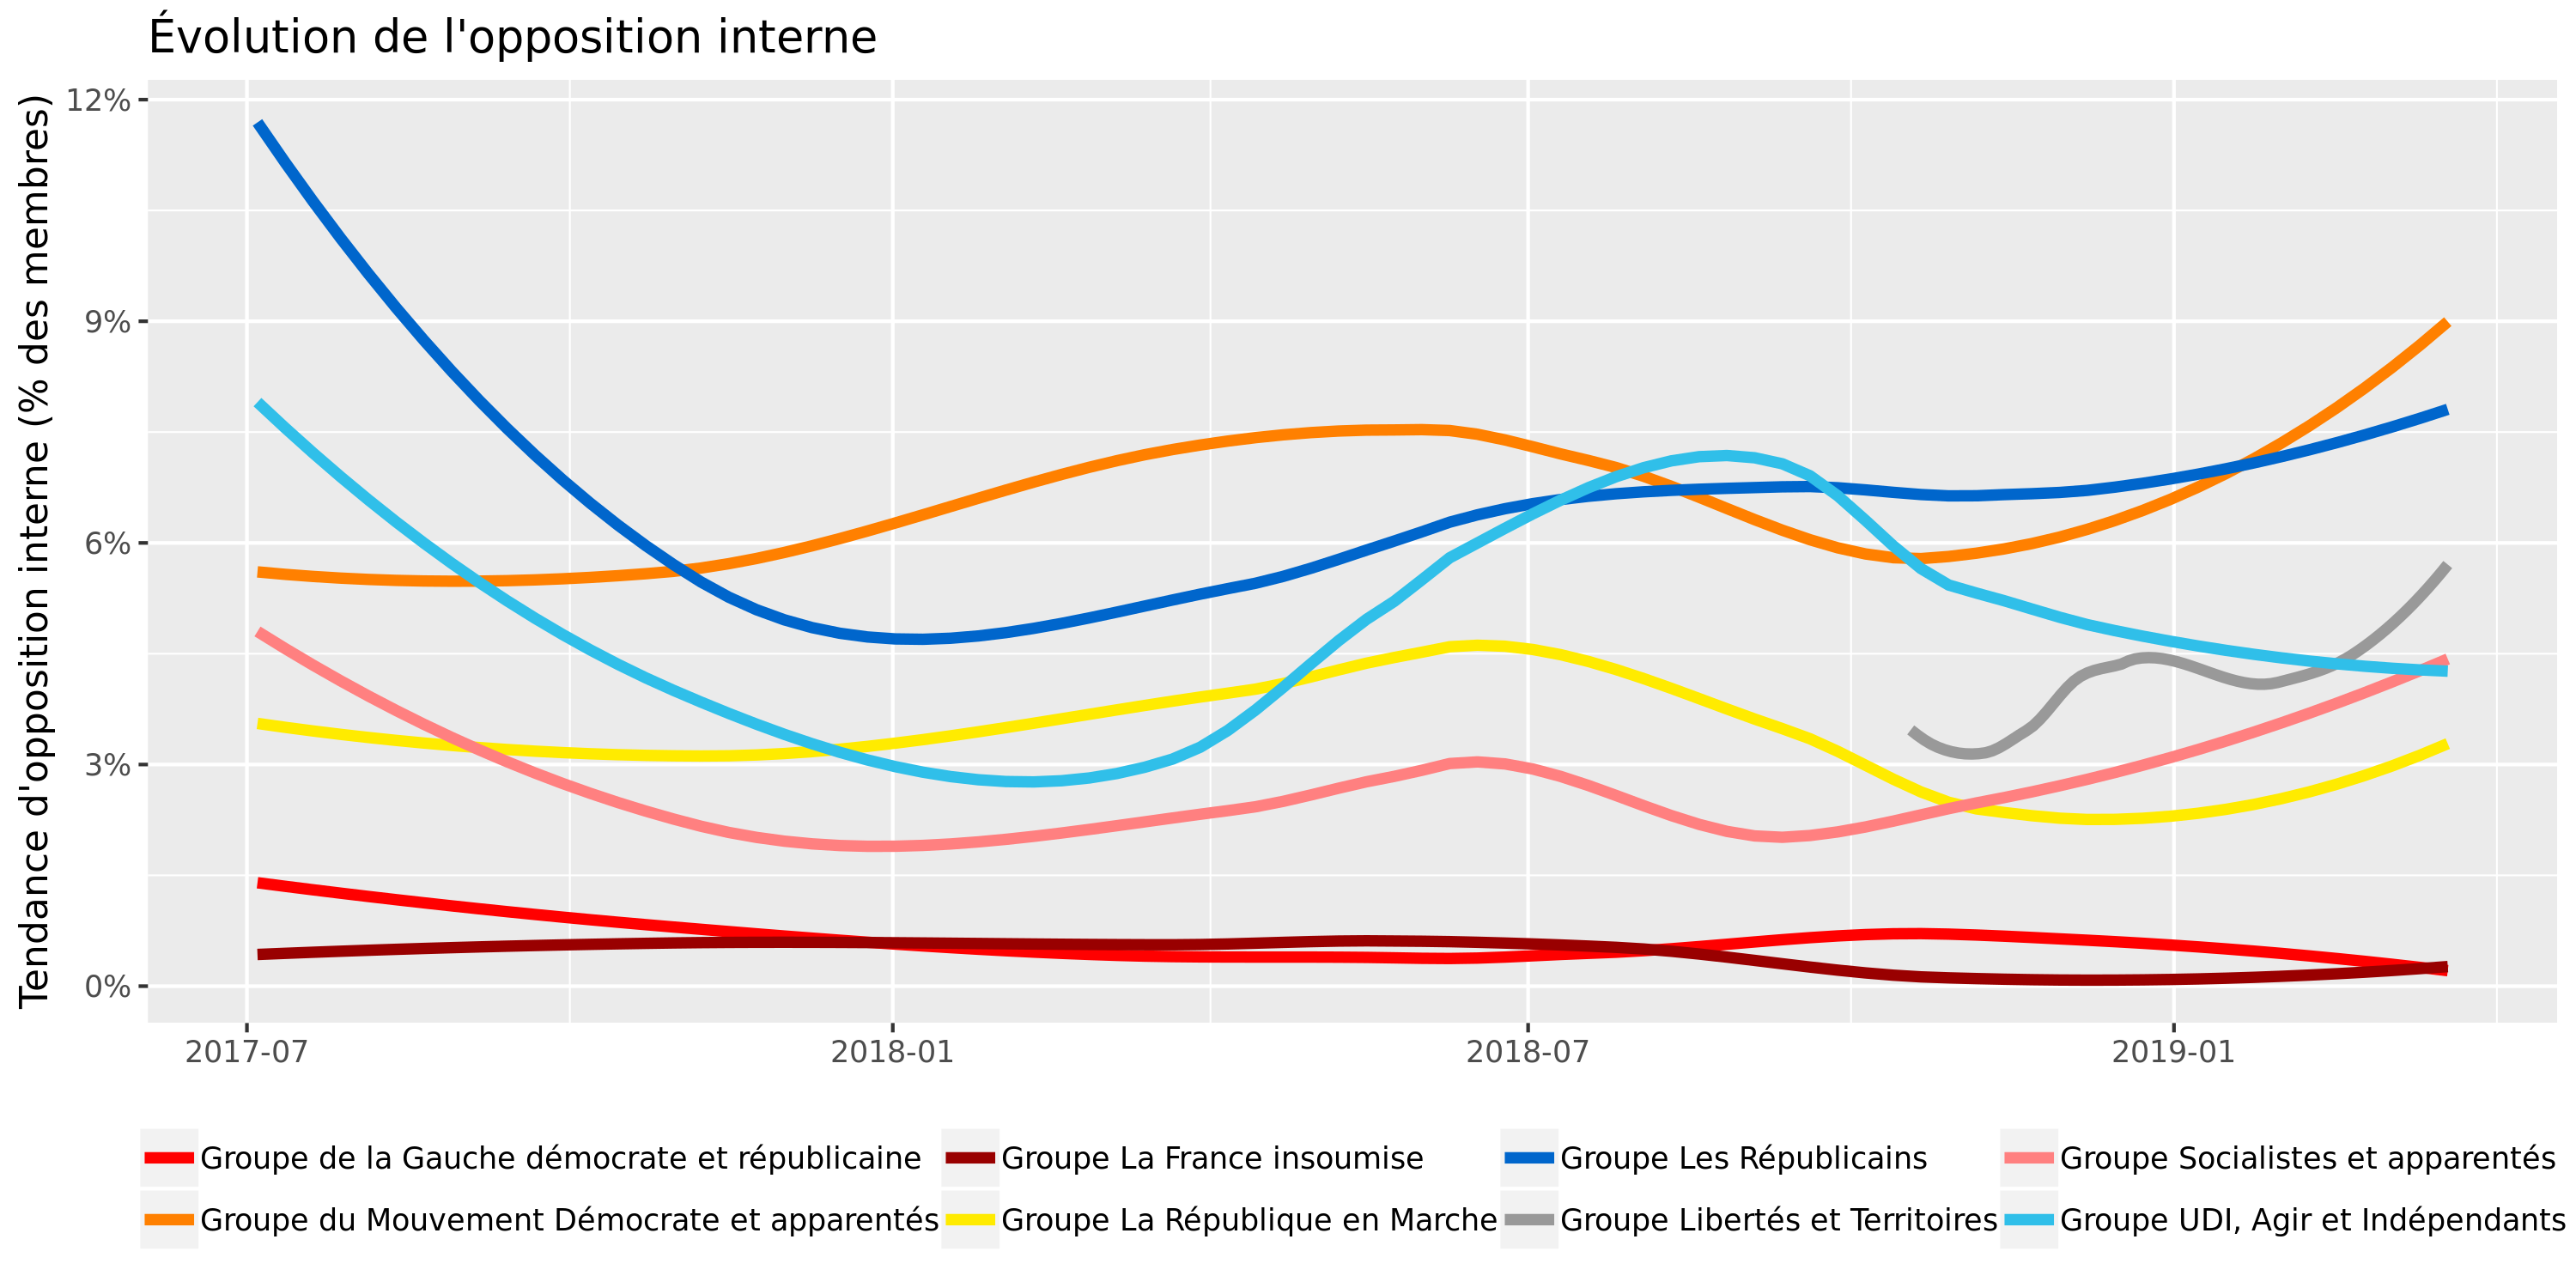 Évolution de l'opposition interne
Tendance d'opposition interne (% des membres)
12%
9%
6%
3%
0%
2017-07
2018-01
2018-07
2019-01
Groupe de la Gauche démocrate et républicaine
Groupe La France insoumise
Groupe Les Républicains
Groupe Socialistes et apparentés
Groupe du Mouvement Démocrate et apparentés
Groupe La République en Marche
Groupe Libertés et Territoires
Groupe UDI, Agir et Indépendants